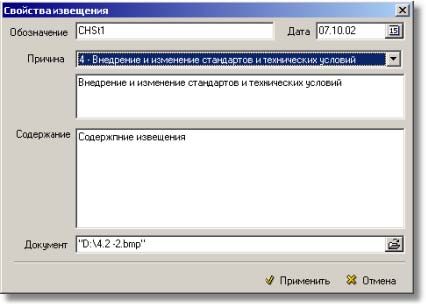 Свойства извещения
Обозначение CHSt1 Дата 07.10.02 15
Причина 4 - Внедрение и изменение стандартов и технических условий
Внедрение и изменение стандартов и технических условий
Содержание Содержпние извещения
Документ "D:\4.2 -2.bmp"
Применить Отмена